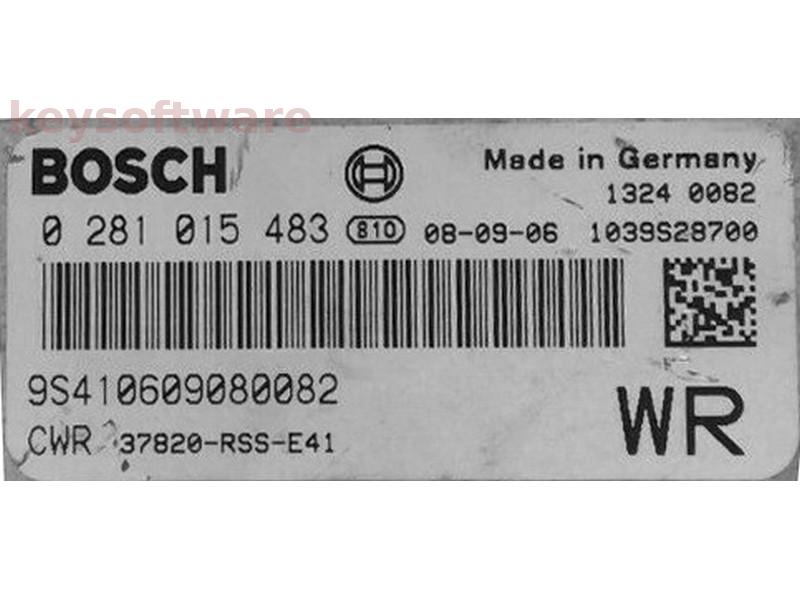 keysoftware
BOSCH
Made in Germany
1324 0082
0 281 015 483 810 08-09-06 1039S28700
9S410609080082
CWR 37820-RSS-E41
WR